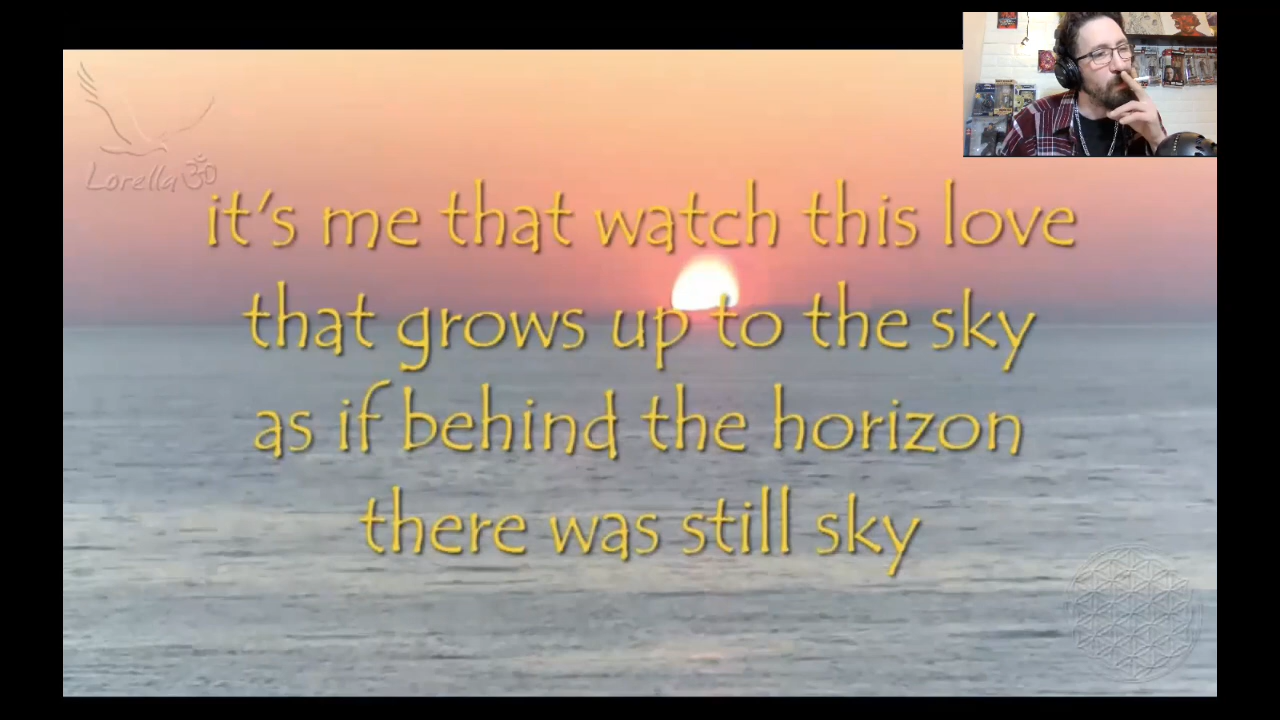 Lorella ॐ
it's me that watch this love
that grows up to the sky
as if behind the horizon
there was still sky